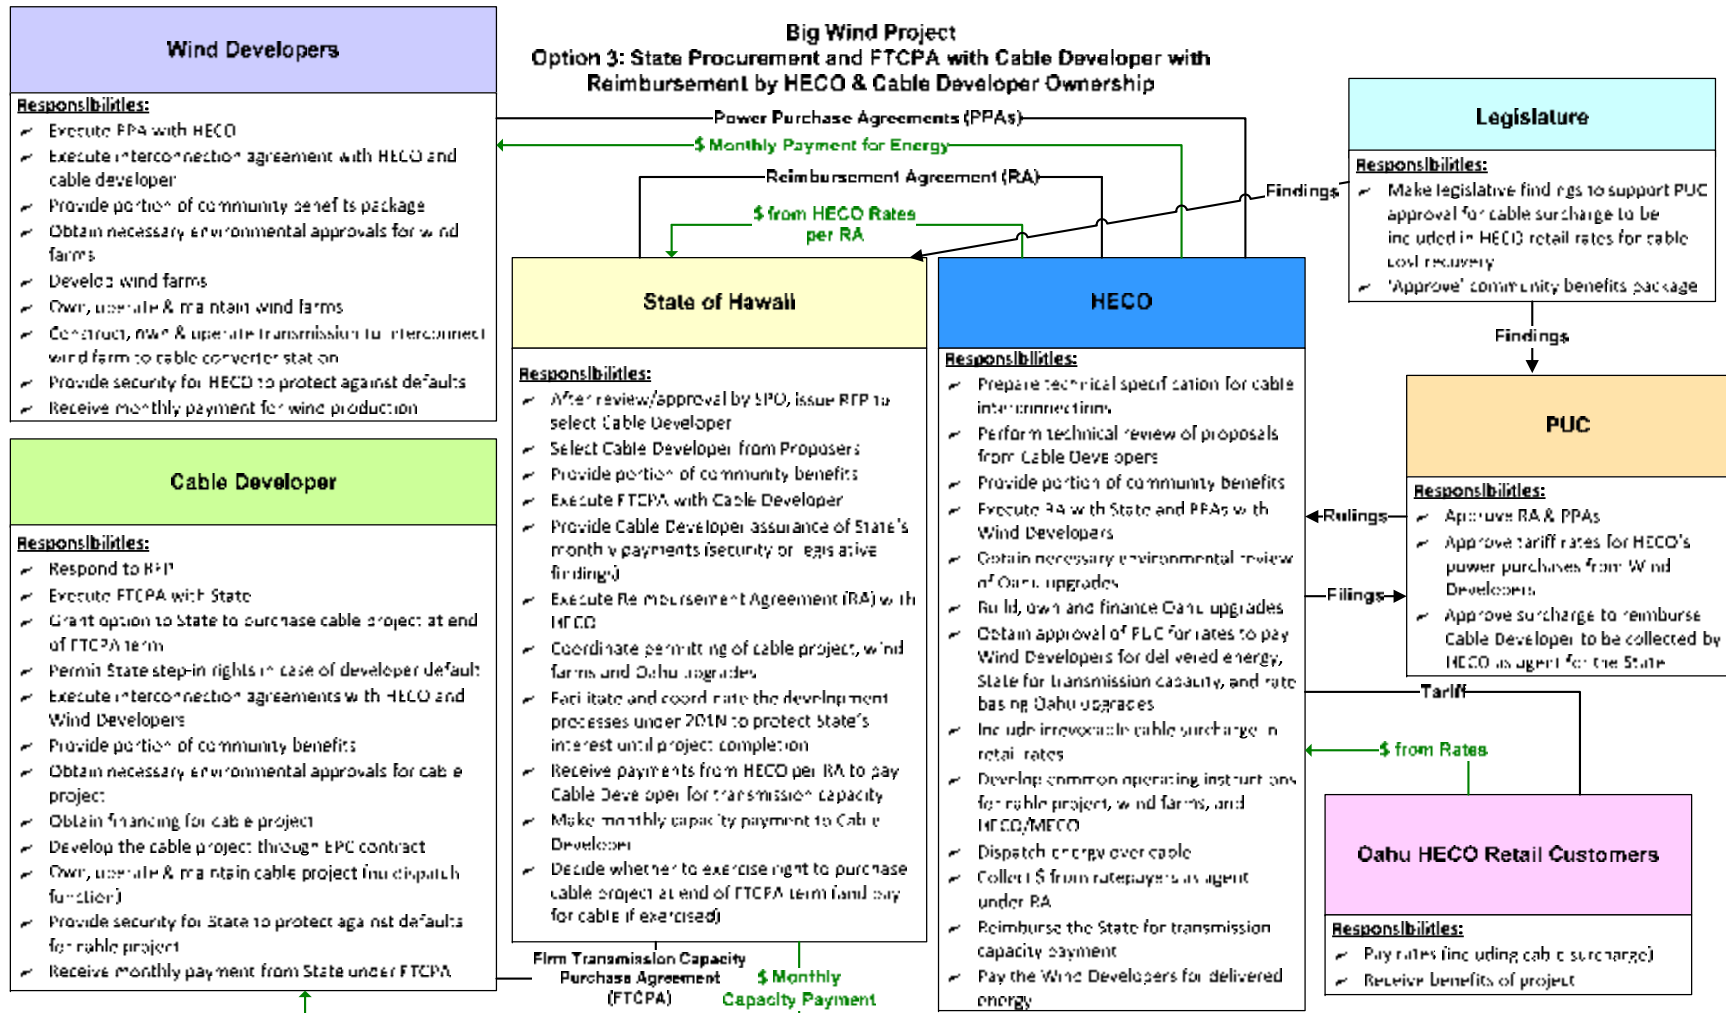 Big Wind Project
Option 3: State Procurement and FTCPA with Cable Developer with
Reimbursement by HECO & Cable Developer Ownership
Wind Developers
Responsibilities:
Execute PPA with HECO
Execute interconnection agreement with HECO and
cable developer
Provide portion of community benefits package
Obtain necessary environmental approvals for wind
farms
Develop wind farms
Own, operate & maintain wind farms
Construct, own & operate transmission to interconnect
wind farm to cable converter station
Provide security for HECO to protect against defaults
Receive monthly payment for wind production
Cable Developer
Responsibilities:
Respond to RFP
Execute FTCPA with State
Grant option to State to purchase cable project at end
of FTCPA term
Permit State step-in rights in case of developer default
Execute interconnection agreements with HECO and
Wind Developers
Provide portion of community benefits
Obtain necessary environmental approvals for cable
project
Obtain financing for cable project
Develop the cable project through EPC contract
Own, operate & maintain cable project (no dispatch
function)
Provide security for State to protect against defaults
for cable project
Receive monthly payment from State under FTCPA
Power Purchase Agreements (PPAs)
$ Monthly Payment for Energy
Reimbursement Agreement (RA)
$ from HECO Rates
per RA
State of Hawaii
Responsibilities:
After review/approval by SPO, issue RFP to
select Cable Developer
Select Cable Developer from Proposers
Provide portion of community benefits
Execute FTCPA with Cable Developer
Provide Cable Developer assurance of State's
monthly payments (security or legislative
findings)
Execute Reimbursement Agreement (RA) with
HECO
Coordinate permitting of cable project, wind
farms and Oahu upgrades
Facilitate and coordinate the development
processes under 201N to protect State's
interest until project completion
Receive payments from HECO per RA to pay
Cable Developer for transmission capacity
Make monthly capacity payment to Cable
Developer
Decide whether to exercise right to purchase
cable project at end of FTCPA term (and pay
for cable if exercised)
Firm Transmission Capacity
Purchase Agreement
(FTCPA)
$ Monthly
Capacity Payment
HECO
Responsibilities:
Prepare technical specification for cable
interconnections
Perform technical review of proposals
from Cable Developers
Provide portion of community benefits
Execute RA with State and PPAs with
Wind Developers
Obtain necessary environmental review
of Oahu upgrades
Build, own and finance Oahu upgrades
Obtain approval of PUC for rates to pay
Wind Developers for delivered energy,
State for transmission capacity, and rate
basing Oahu upgrades
Include irrevocable cable surcharge in
retail rates
Develop common operating instructions
for cable project, wind farms, and
HECO/MECO
Dispatch energy over cable
Collect $ from ratepayers as agent
under RA
Reimburse the State for transmission
capacity payment
Pay the Wind Developers for delivered
energy
Findings
Legislature
Responsibilities:
Make legislative findings to support PUC
approval for cable surcharge to be
included in HECO retail rates for cable
cost recovery
'Approve' community benefits package
Findings
PUC
Responsibilities:
Approve RA & PPAs
Approve tariff rates for HECO's
power purchases from Wind
Developers
Approve surcharge to reimburse
Cable Developer to be collected by
HECO as agent for the State
Rulings
Filings
Tariff
$ from Rates
Oahu HECO Retail Customers
Responsibilities:
Pay rates (including cable surcharge)
Receive benefits of project